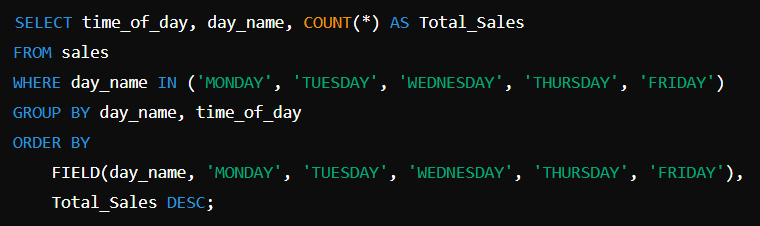 SELECT time_of_day, day_name, COUNT(*) AS Total_Sales
FROM sales
WHERE day_name IN ('MONDAY', 'TUESDAY', 'WEDNESDAY', 'THURSDAY', 'FRIDAY')
GROUP BY day_name, time_of_day
ORDER BY
    FIELD(day_name, 'MONDAY', 'TUESDAY', 'WEDNESDAY', 'THURSDAY', 'FRIDAY'),
    Total_Sales DESC;